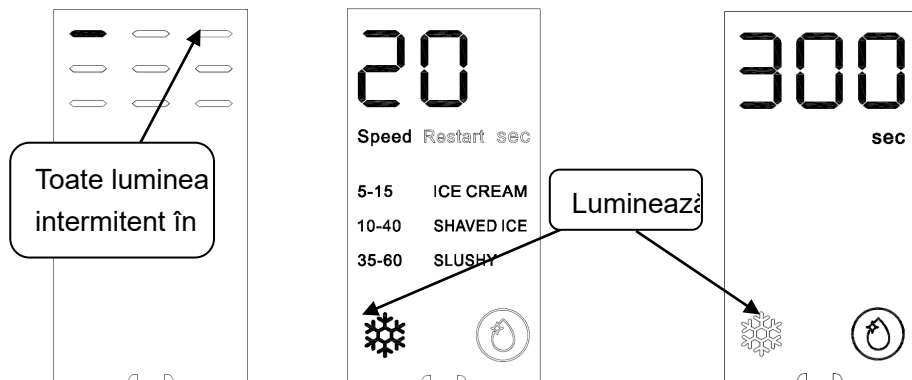 20
300
Speed Restart sec
sec
Toate luminea
intermitent în
5-15 ICE CREAM
10-40 SHAVED ICE
35-60 SLUSHY
Luminează